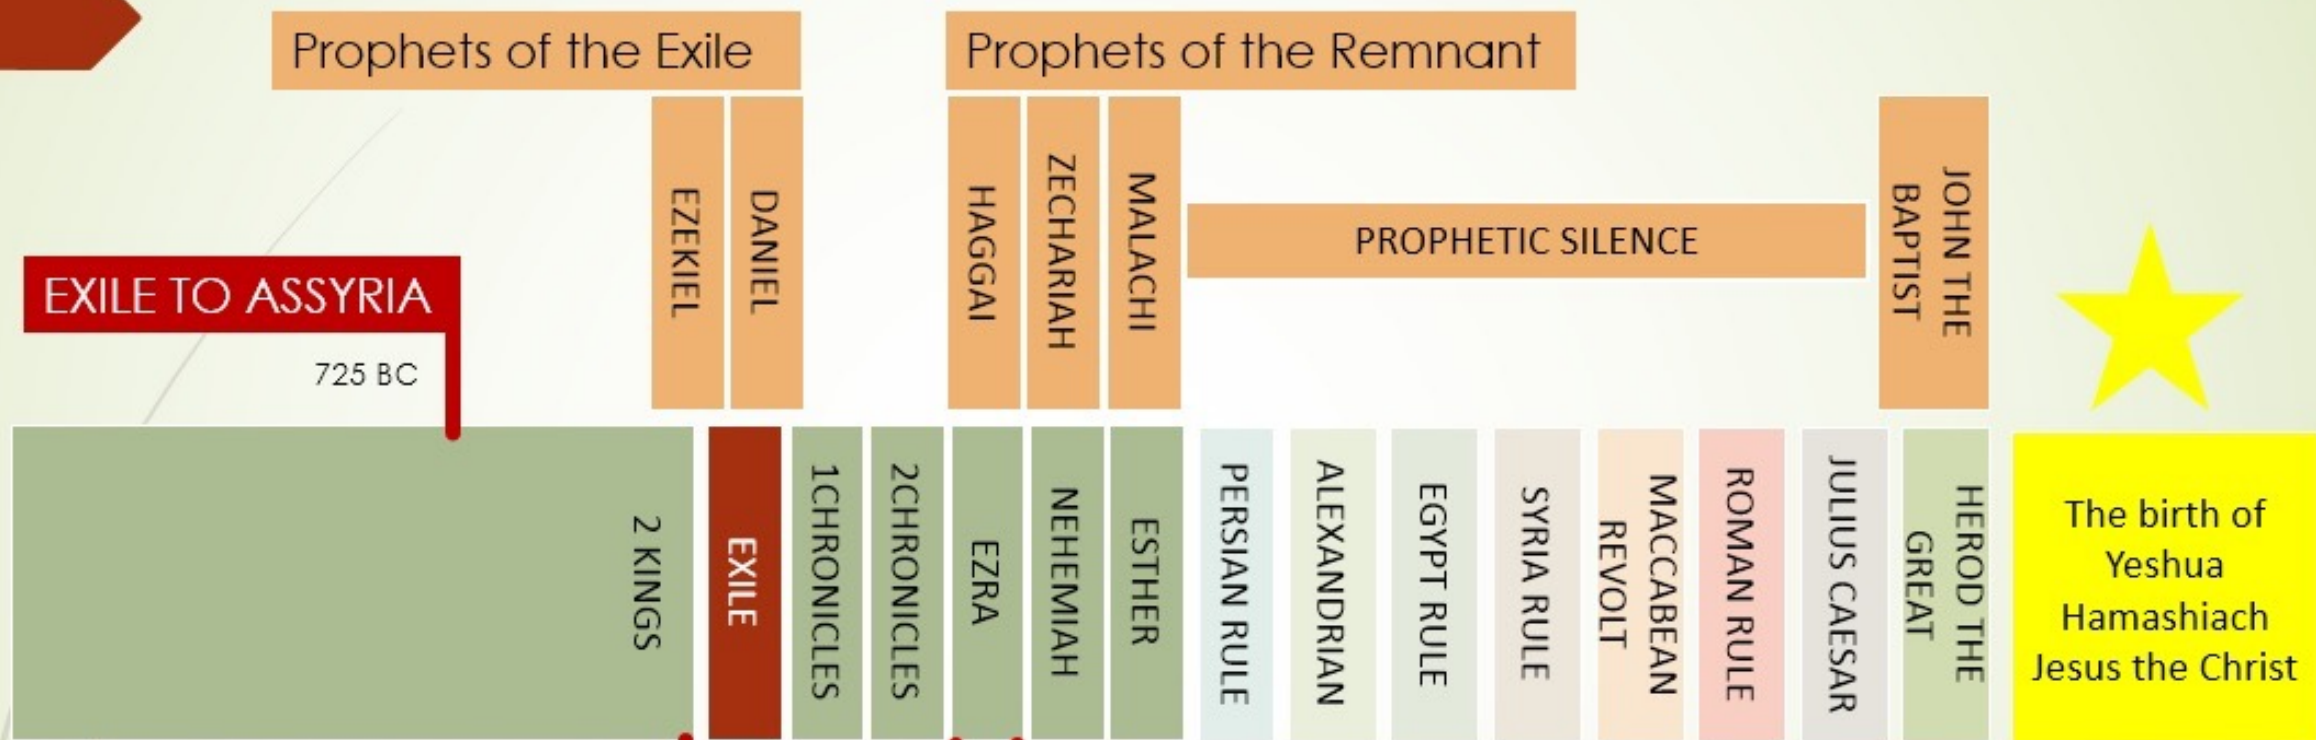 Prophets of the Exile
Prophets of the Remnant
EZEKIEL
DANIEL
HAGGAI
ZECHARIAH
MALACHI
PROPHETIC SILENCE
JOHN THE
BAPTIST
EXILE TO ASSYRIA
725 BC
2 KINGS
EXILE
1CHRONICLES
2CHRONICLES
EZRA
NEHEMIAH
ESTHER
PERSIAN RULE
ALEXANDRIAN
EGYPT RULE
SYRIA RULE
MACCABEAN
REVOLT
ROMAN RULE
JULIUS CAESAR
HEROD THE
GREAT
The birth of
Yeshua
Hamashiach
Jesus the Christ